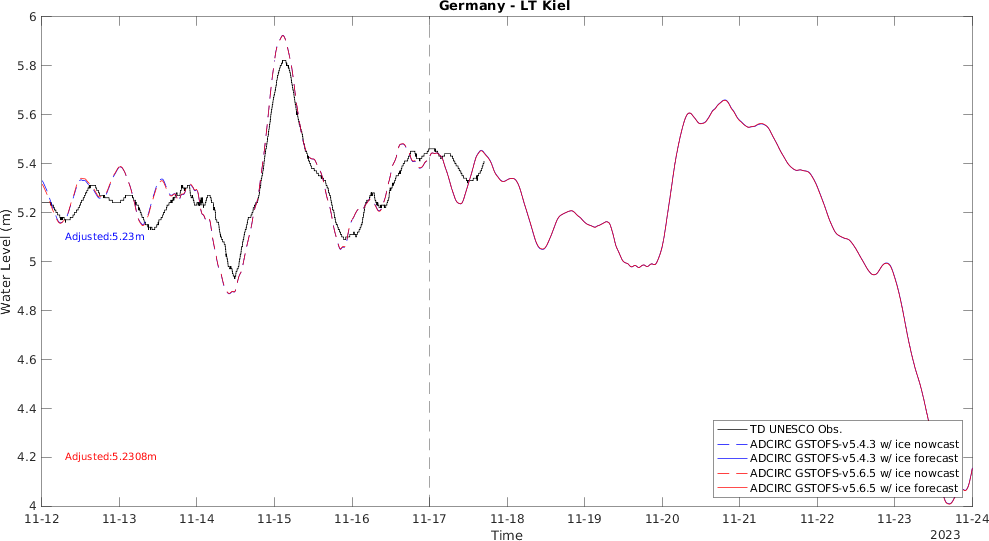 Germany - LT Kiel
6
5.8
5.6
5.4
5.2
5
4.8
4.6
4.4
4.2
4
Water Level (m)
Adjusted:5.23m
Adjusted:5.2308m
TD UNESCO Obs.
ADCIRC GSTOFS-v5.4.3 w/ ice nowcast
ADCIRC GSTOFS-v5.4.3 w/ ice forecast
ADCIRC GSTOFS-v5.6.5 w/ ice nowcast
ADCIRC GSTOFS-v5.6.5 w/ ice forecast
11-12 11-13 11-14 11-15 11-16 11-17 11-18 11-19 11-20 11-21 11-22 11-23 11-24
Time
2023